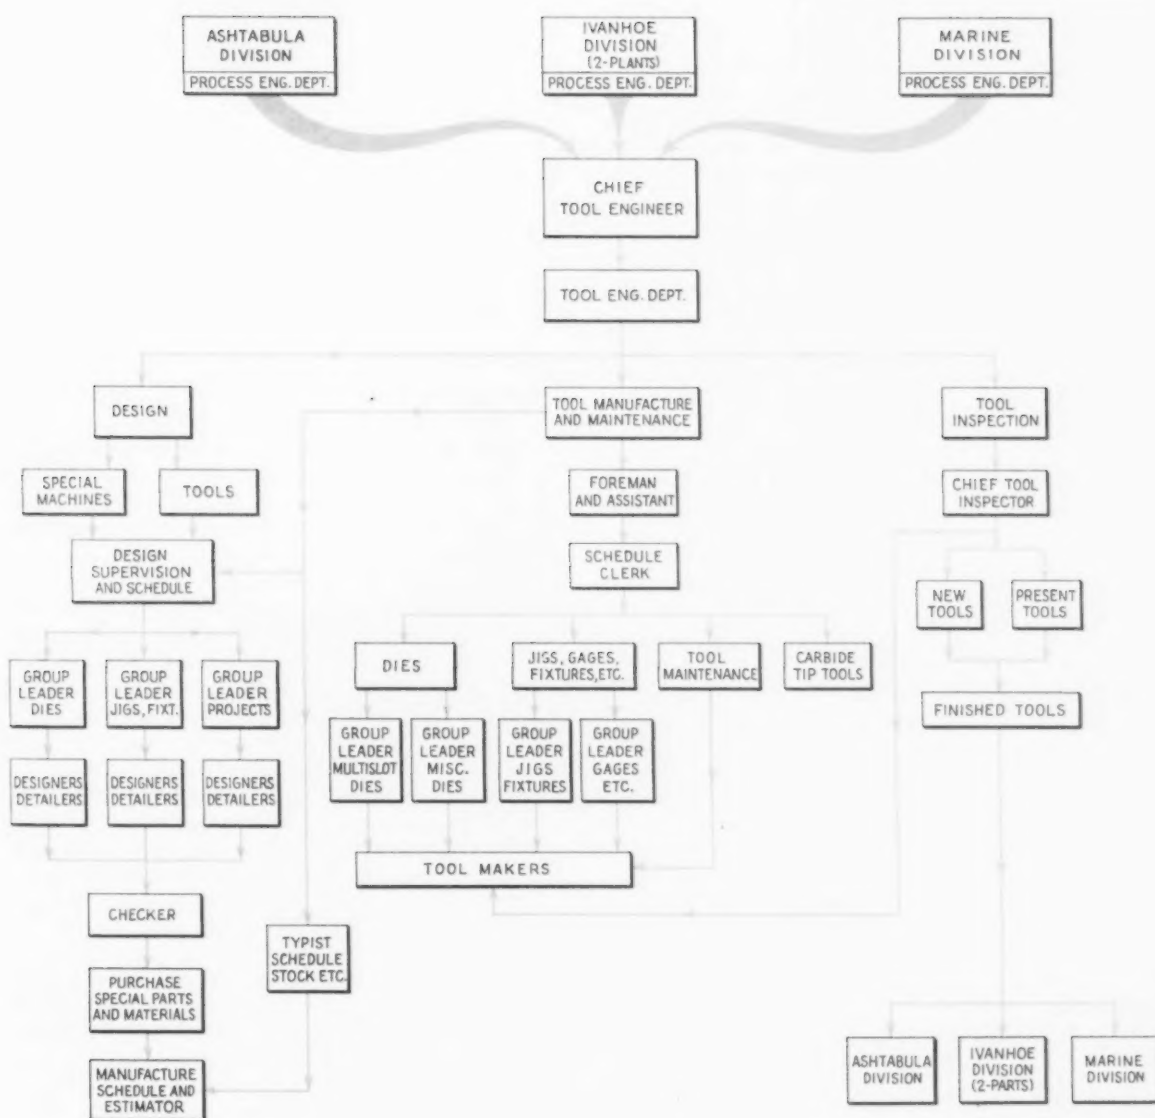 ASHTABULA
DIVISION
PROCESS ENG. DEPT.
IVANHOE
DIVISION
(2-PLANTS)
PROCESS ENG. DEPT.
MARINE
DIVISION
PROCESS ENG. DEPT.
CHIEF
TOOL ENGINEER
TOOL ENG. DEPT.
DESIGN
TOOL MANUFACTURE
AND MAINTENANCE
TOOL
INSPECTION
SPECIAL
MACHINES
TOOLS
FOREMAN
AND ASSISTANT
CHIEF TOOL
INSPECTOR
DESIGN
SUPERVISION
AND SCHEDULE
SCHEDULE
CLERK
NEW
TOOLS
PRESENT
TOOLS
GROUP
LEADER
DIES
GROUP
LEADER
JIGS, FIXT.
GROUP
LEADER
PROJECTS
DIES
JIGS, GAGES,
FIXTURES, ETC.
TOOL
MAINTENANCE
CARBIDE
TIP TOOLS
FINISHED TOOLS
GROUP
LEADER
MULTISLOT
DIES
GROUP
LEADER
MISC.
DIES
GROUP
LEADER
JIGS
FIXTURES
GROUP
LEADER
GAGES
ETC.
DESIGNERS
DETAILERS
DESIGNERS
DETAILERS
DESIGNERS
DETAILERS
TOOL MAKERS
CHECKER
TYPIST
SCHEDULE
STOCK ETC.
PURCHASE
SPECIAL PARTS
AND MATERIALS
MANUFACTURE
SCHEDULE AND
ESTIMATOR
ASHTABULA
DIVISION
IVANHOE
DIVISION
(2-PARTS)
MARINE
DIVISION